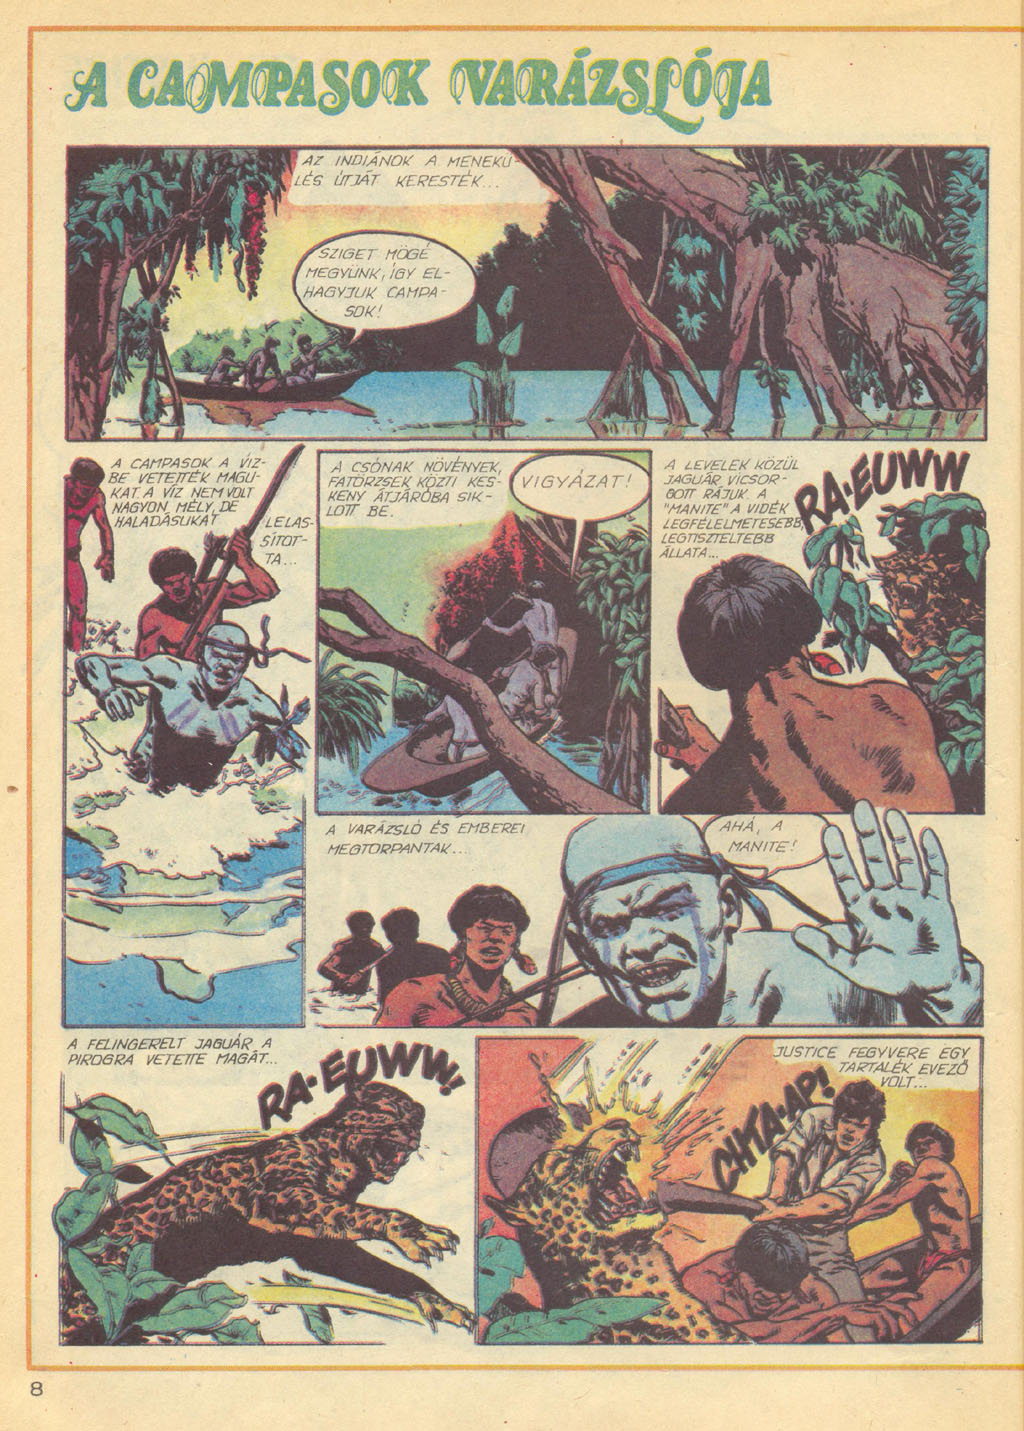 A CAMPASOK VARÁZSLÓJA
AZ INDIÁNOK A MENEKÜ-
LÉS ÚTJÁT KERESTÉK...
SZIGET MÖGÉ
MEGYÜNK, ÍGY EL-
HAGYJUK CAMPA-
SOK!
A CAMPASOK A VÍZ-
BE VETETTÉK MAGU-
KAT. A VÍZ NEM VOLT
NAGYON MÉLY, DE
HALADÁSUKAT
LELAS-
SÍTOT-
TA...
A CSÓNAK NÖVÉNYEK,
FATÖRZSEK KÖZTI KES-
KENY ÁTJÁRÓBA SIK-
LOTT BE.
VIGYÁZAT!
A LEVELEK KÖZÜL
JAGUÁR VICSOR-
GOTT RÁJUK. A
"MANITE" A VIDÉK
LEGFÉLELMETESEBB,
LEGTISZTELTEBB
ÁLLATA...
RA-EUWW
A VARÁZSLÓ ÉS EMBEREI
MEGTORPANTAK...
AHÁ, A
MANITE!
A FELINGERELT JAGUÁR A
PIROGRA VETETTE MAGÁT...
RA-EUWW!
JUSTICE FEGYVERE EGY
TARTALÉK EVEZŐ
VOLT...
CHKA-AP!
8